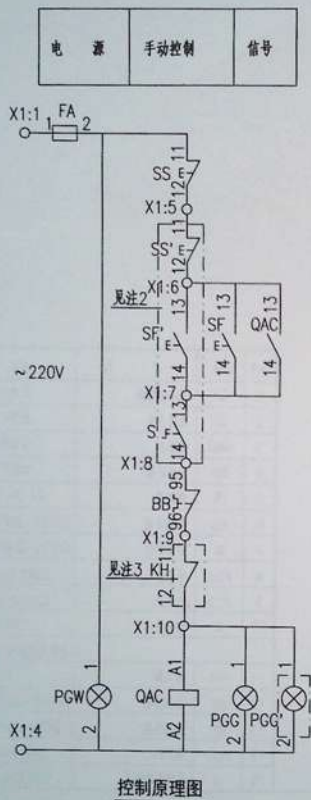 电 源 手动控制 信号
X1:1 1 FA 2
11
SS E
12
X1:5
11
SS' E
12
X1:6
见注2 13 13 13
SF' E SF E QAC
14 14 14
~220V
X1:7
13
S F
14
X1:8
95
BB
96
X1:9
11
见注3 KH
12
X1:10
1 A1 1 1
PGW QAC PGG PGG'
2 A2 2 2
X1:4
控制原理图